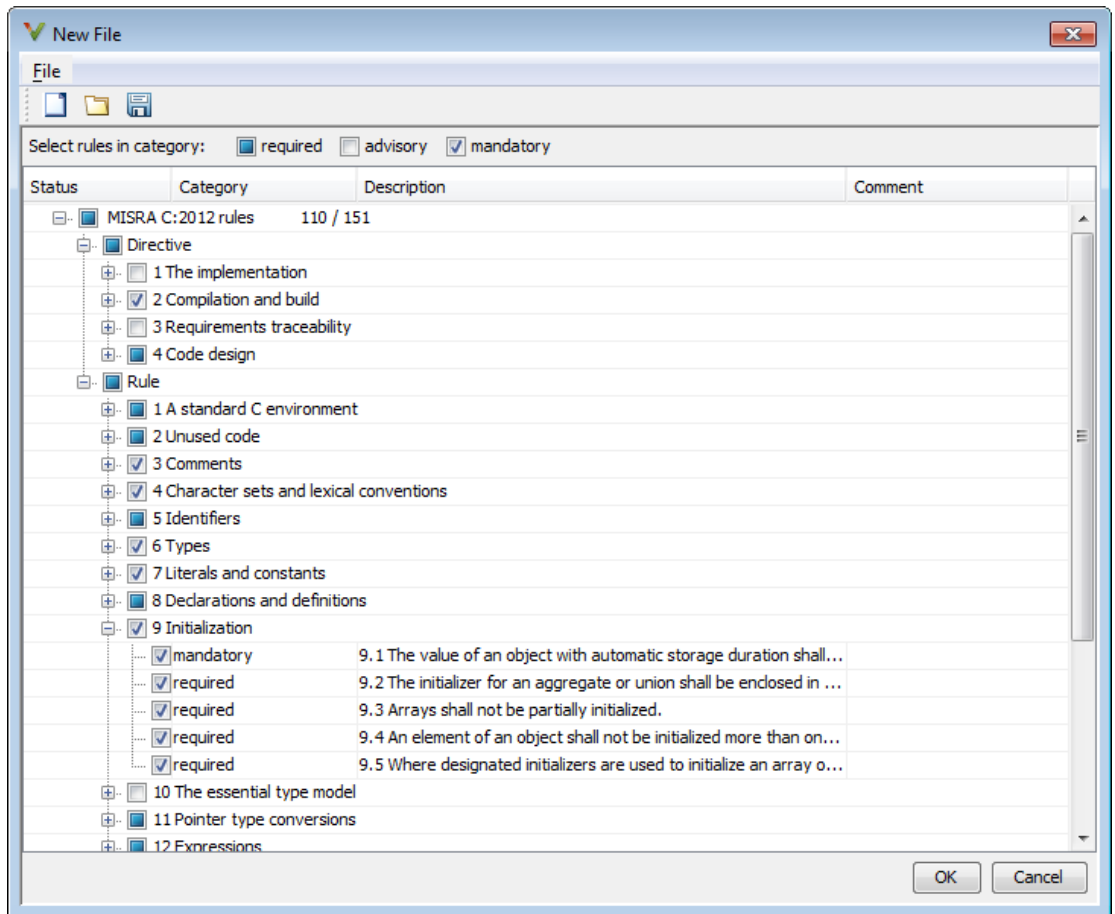 New File
File
Select rules in category: required advisory mandatory
Status Category Description Comment
MISRA C:2012 rules 110 / 151
Directive
1 The implementation
2 Compilation and build
3 Requirements traceability
4 Code design
Rule
1 A standard C environment
2 Unused code
3 Comments
4 Character sets and lexical conventions
5 Identifiers
6 Types
7 Literals and constants
8 Declarations and definitions
9 Initialization
mandatory 9.1 The value of an object with automatic storage duration shall...
required 9.2 The initializer for an aggregate or union shall be enclosed in ...
required 9.3 Arrays shall not be partially initialized.
required 9.4 An element of an object shall not be initialized more than on...
required 9.5 Where designated initializers are used to initialize an array o...
10 The essential type model
11 Pointer type conversions
12 Expressions
OK Cancel